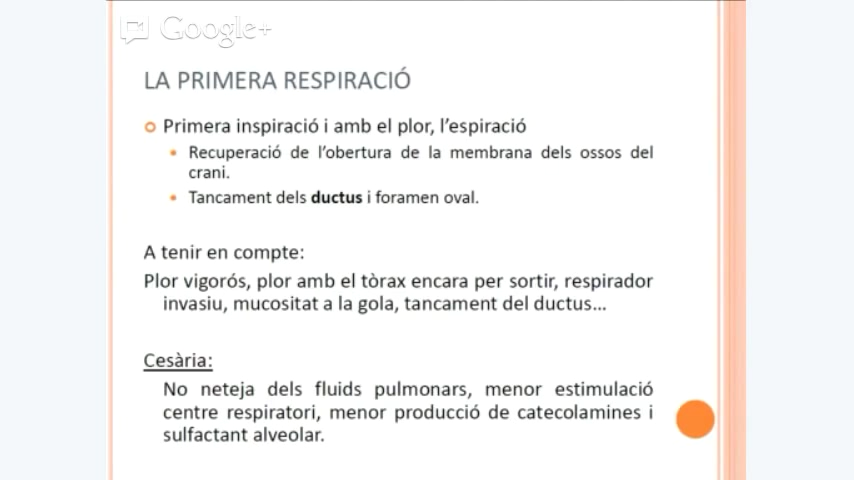 Google+
LA PRIMERA RESPIRACIÓ
Primera inspiració i amb el plor, l'espiració
Recuperació de l'obertura de la membrana dels ossos del
crani.
Tancament dels ductus i foramen oval.
A tenir en compte:
Plor vigorós, plor amb el tòrax encara per sortir, respirador
invasiu, mucositat a la gola, tancament del ductus...
Cesària:
No neteja dels fluids pulmonars, menor estimulació
centre respiratori, menor producció de catecolamines i
sulfactant alveolar.